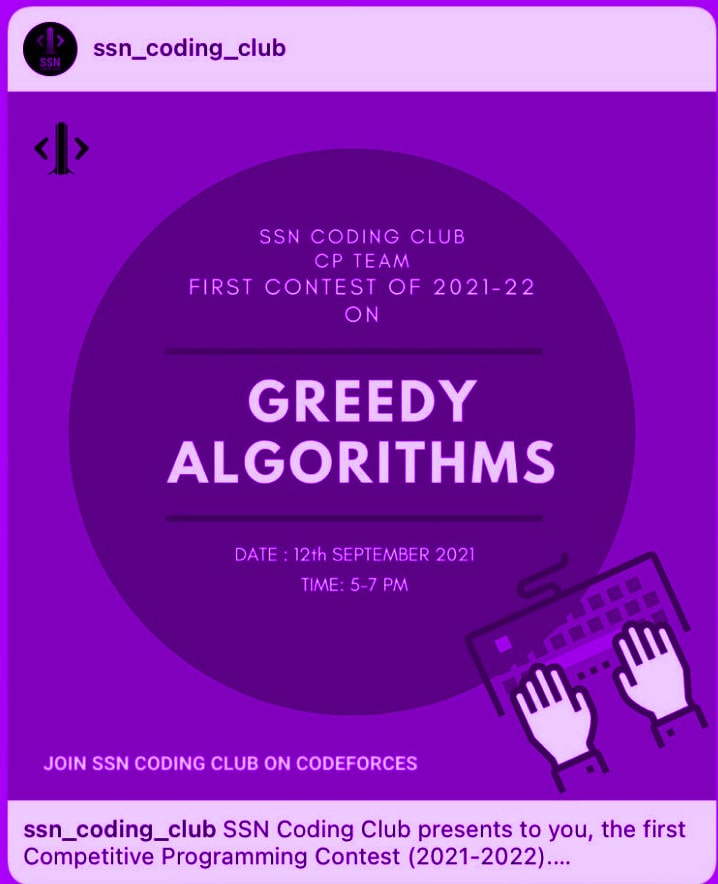 SSN
ssn_coding_club
SSN CODING CLUB
CP TEAM
FIRST CONTEST OF 2021-22
ON
GREEDY
ALGORITHMS
DATE : 12th SEPTEMBER 2021
TIME: 5-7 PM
JOIN SSN CODING CLUB ON CODEFORCES
ssn_coding_club SSN Coding Club presents to you, the first
Competitive Programming Contest (2021-2022)....